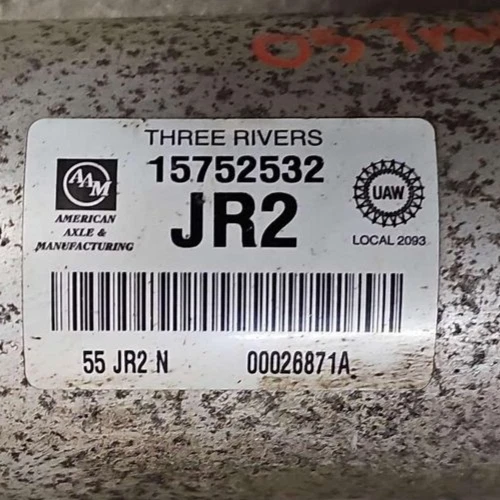 THREE RIVERS
15752532
AAM
AMERICAN
AXLE &
MANUFACTURING
JR2
UAW
LOCAL 2093
55 JR2 N 00026871A